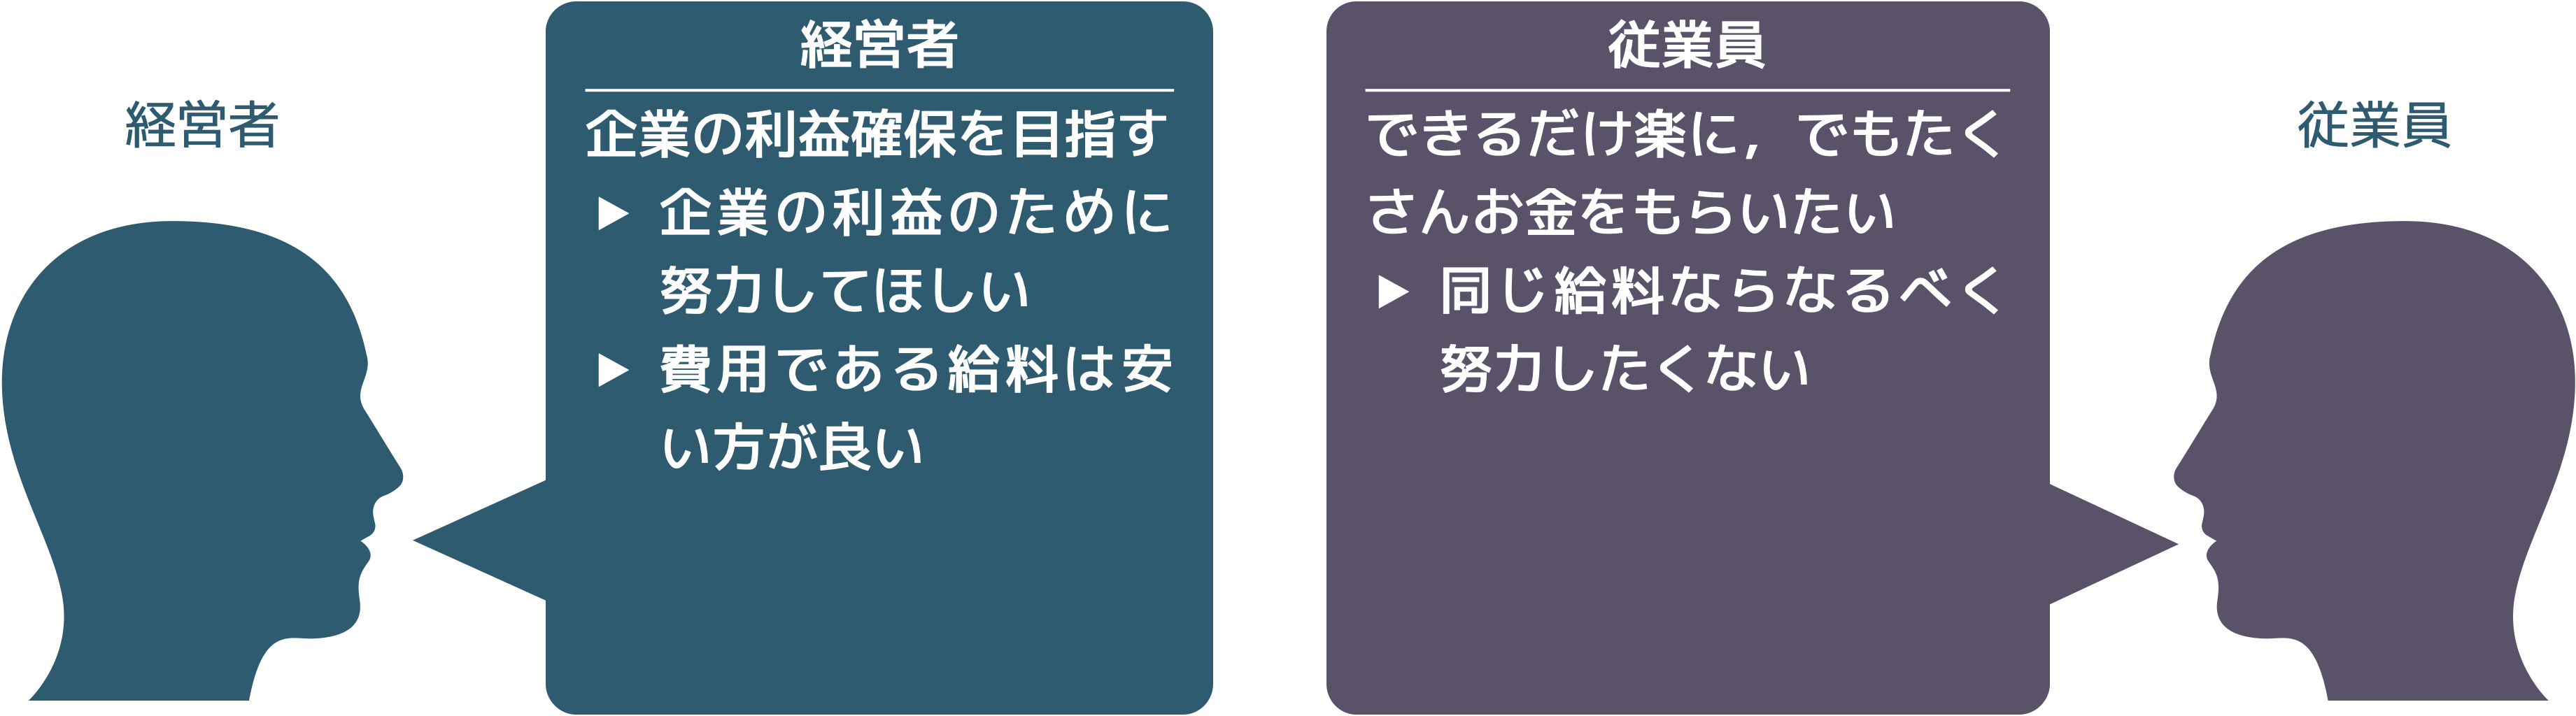 経営者
経営者
企業の利益確保を目指す
▶ 企業の利益のために
努力してほしい
▶ 費用である給料は安
い方が良い
従業員
できるだけ楽に，でもたく
さんお金をもらいたい
▶ 同じ給料ならなるべく
努力したくない
従業員